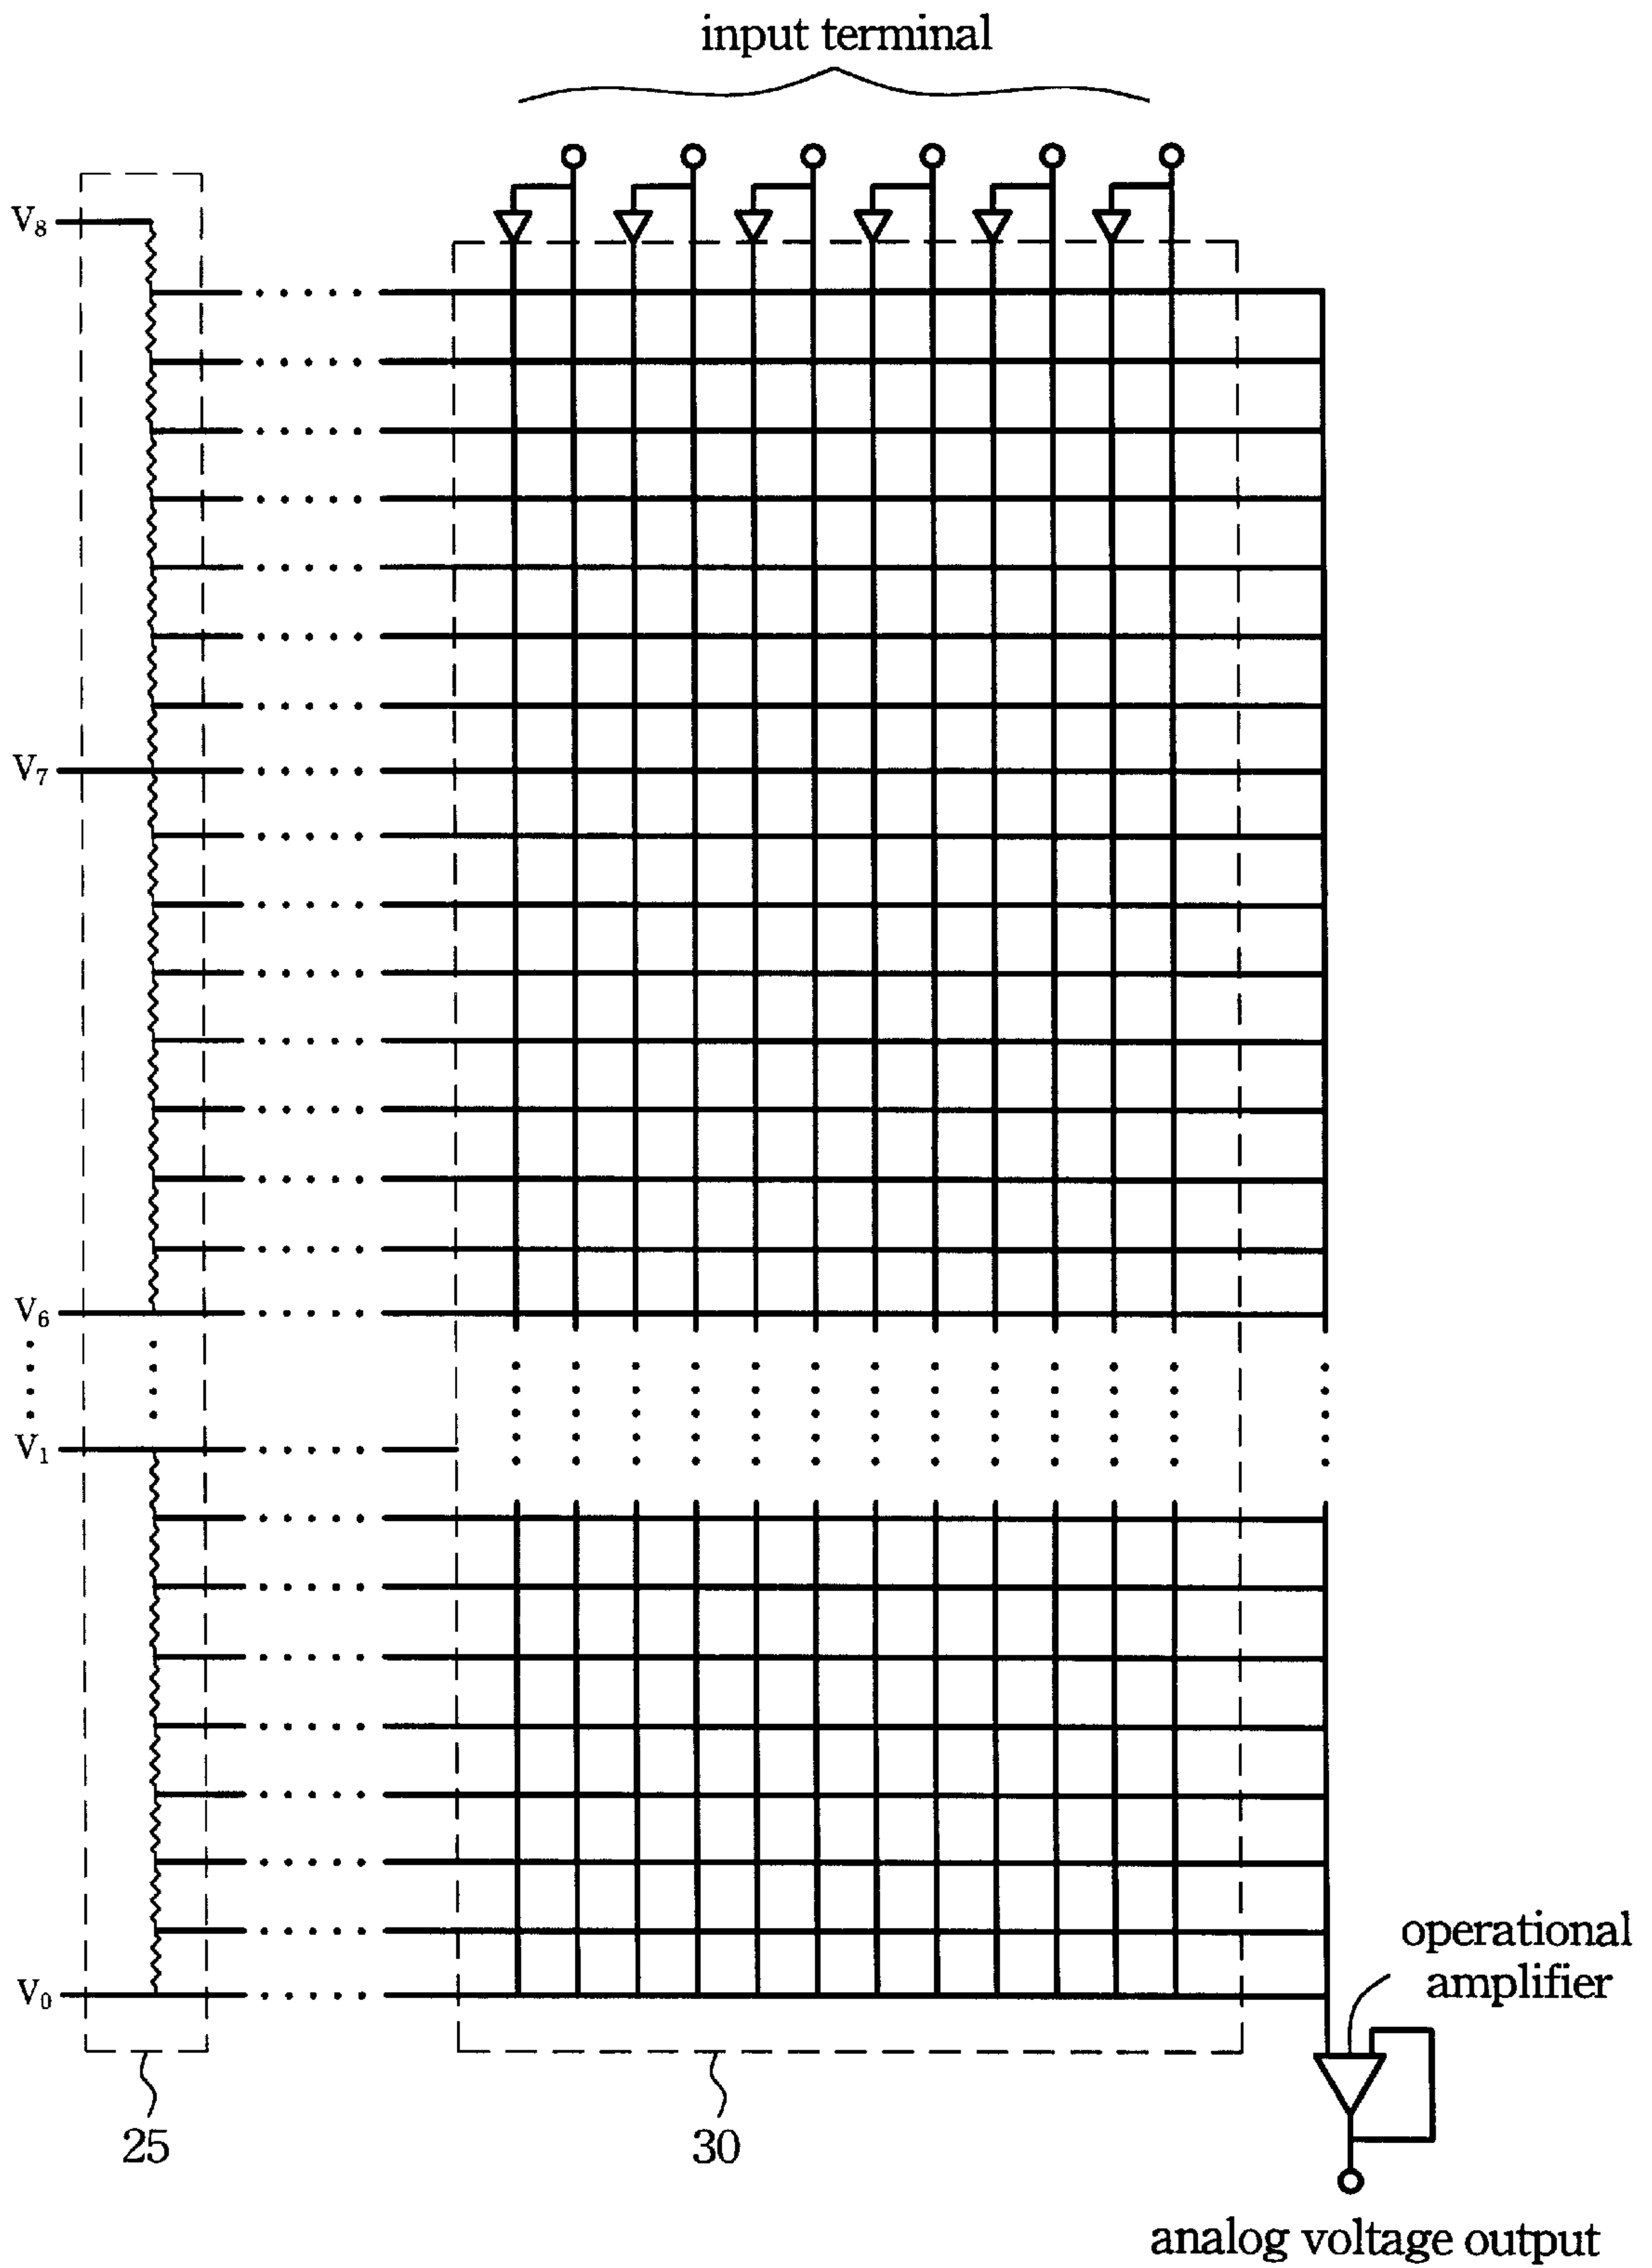 input terminal
V8
V7
V6
V1
V0
operational
amplifier
25
30
analog voltage output